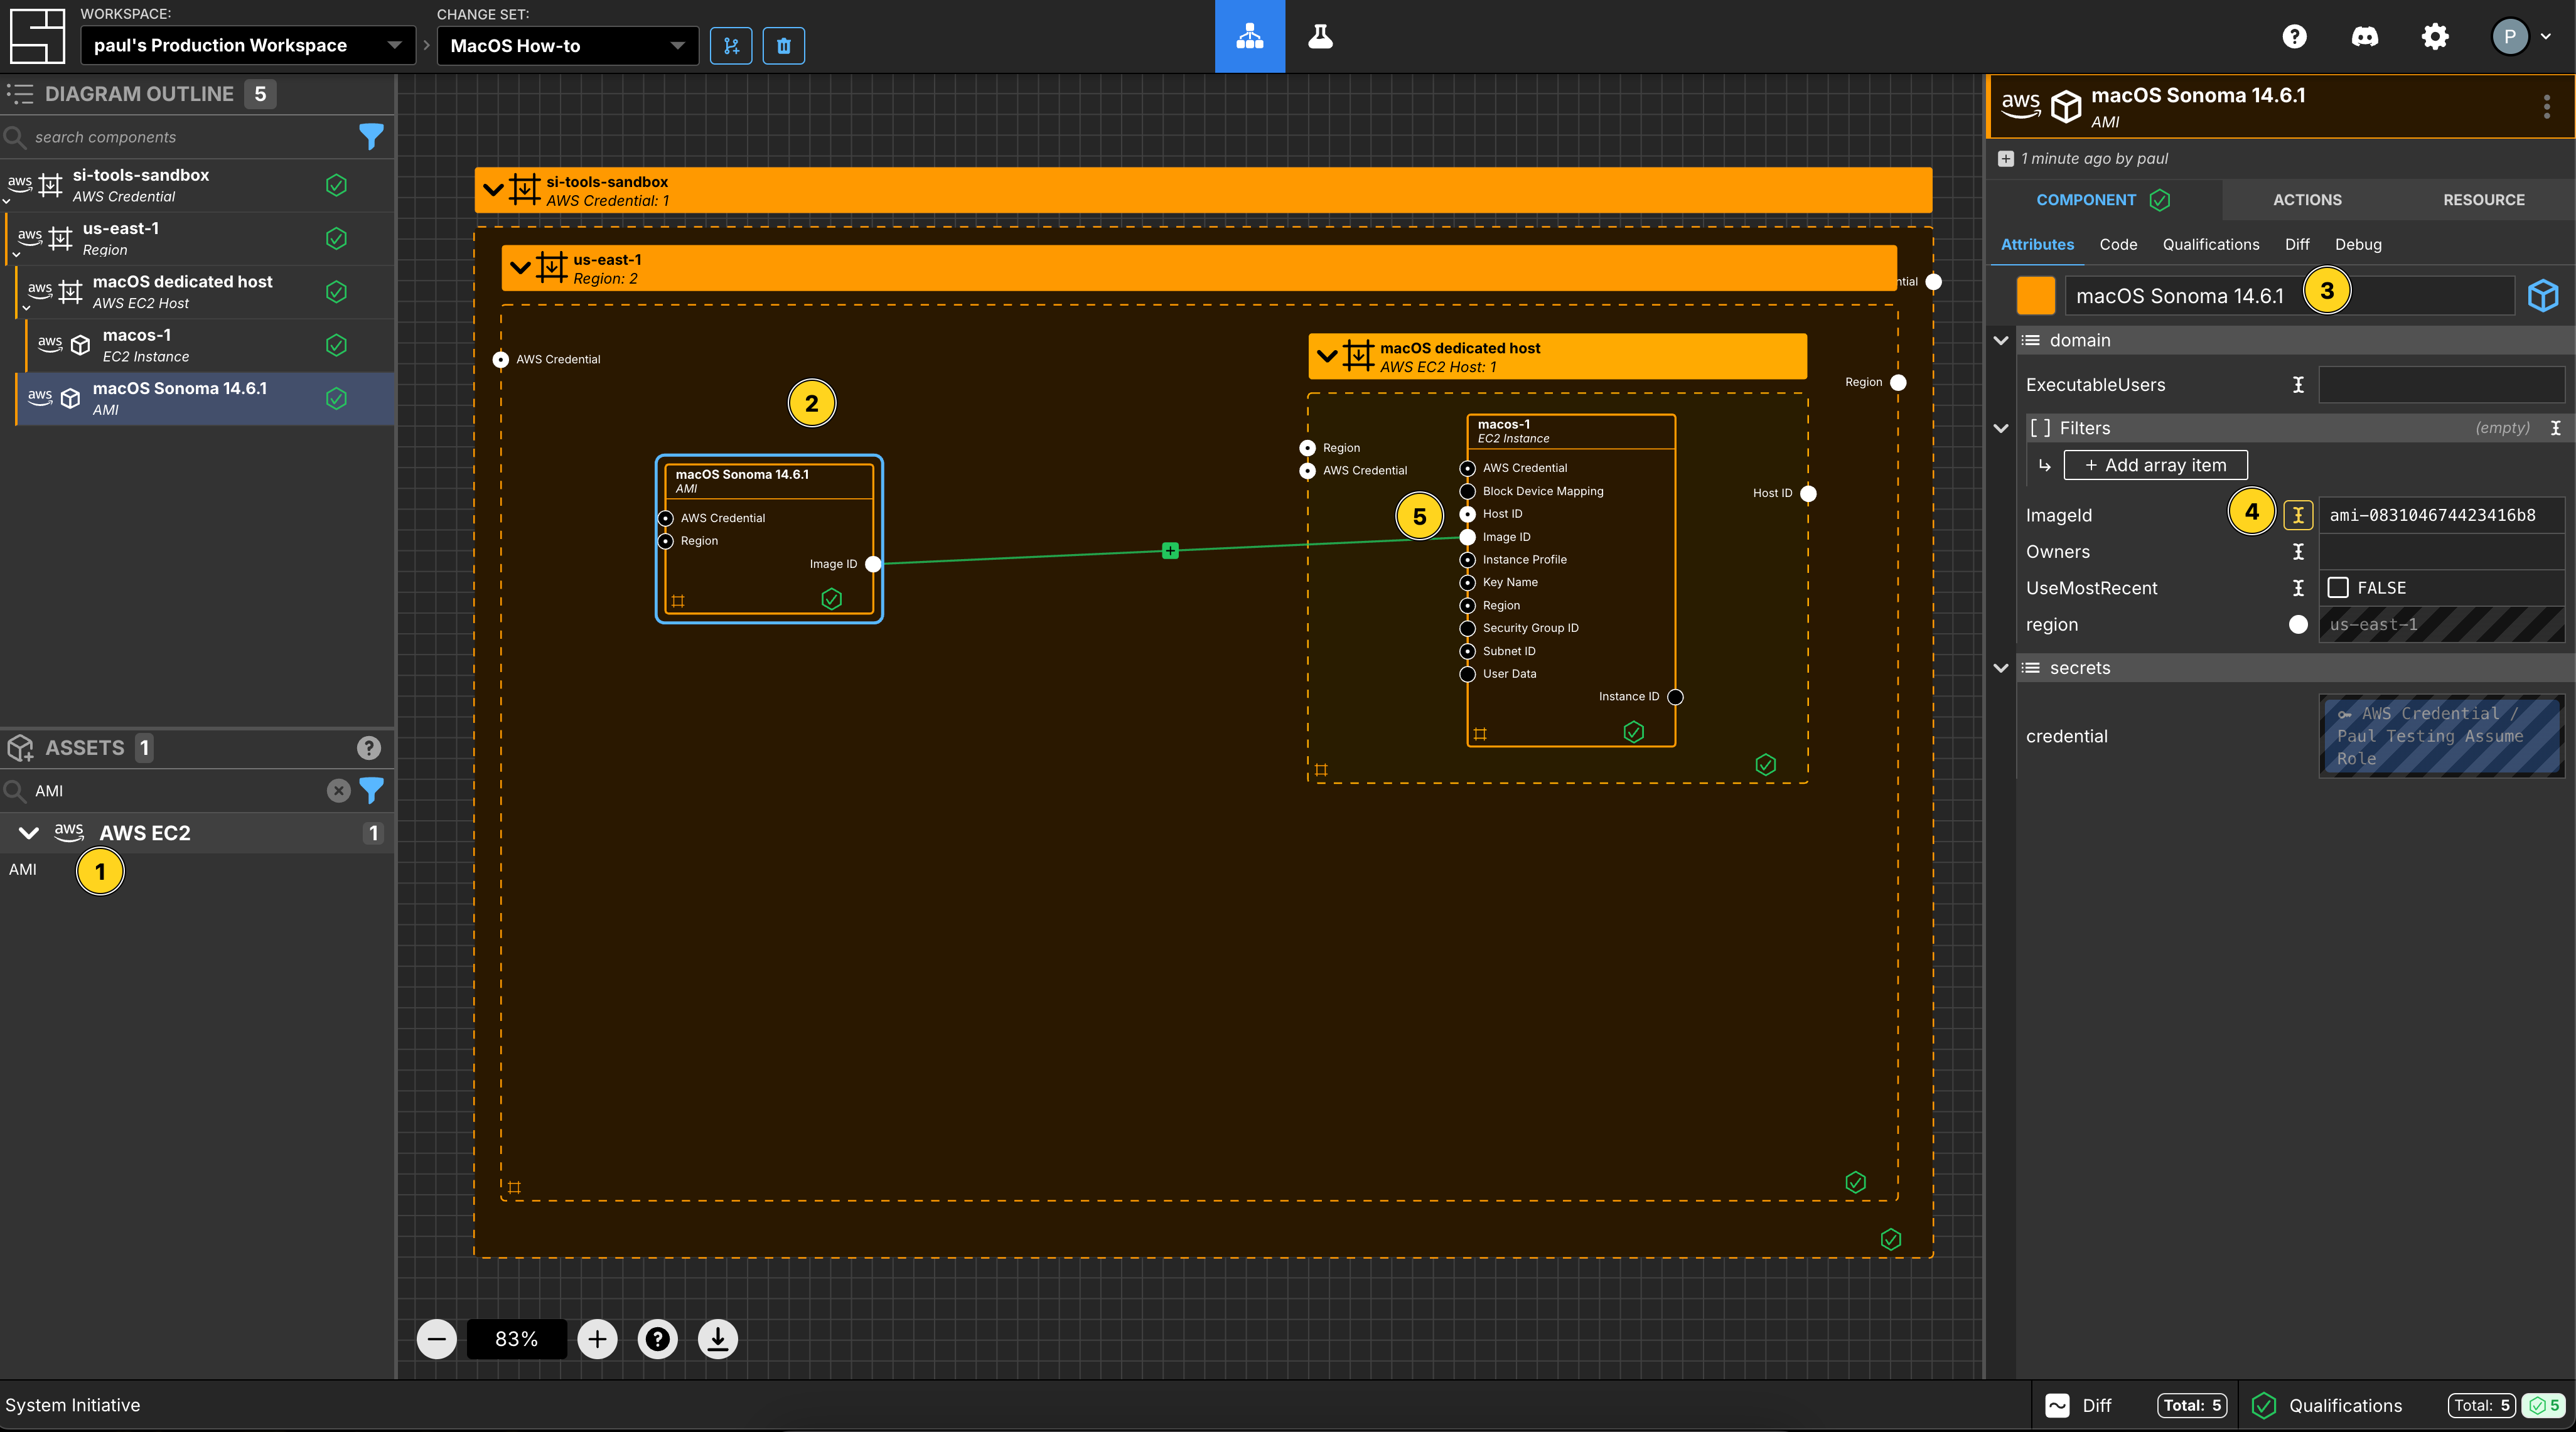 WORKSPACE:
paul's Production Workspace
CHANGE SET:
MacOS How-to
P
DIAGRAM OUTLINE 5
search components
aws
si-tools-sandbox
AWS Credential
aws
us-east-1
Region
aws
macOS dedicated host
AWS EC2 Host
aws
macos-1
EC2 Instance
aws
macOS Sonoma 14.6.1
AMI
ASSETS 1
AMI
aws AWS EC2 1
AMI
1
si-tools-sandbox
AWS Credential: 1
us-east-1
Region: 2
ntial
AWS Credential
2
Region
macOS dedicated host
AWS EC2 Host: 1
Region
AWS Credential
Host ID
5
macOS Sonoma 14.6.1
AMI
AWS Credential
Region
Image ID
macos-1
EC2 Instance
AWS Credential
Block Device Mapping
Host ID
Image ID
Instance Profile
Key Name
Region
Security Group ID
Subnet ID
User Data
Instance ID
83%
aws
macOS Sonoma 14.6.1
AMI
1 minute ago by paul
COMPONENT ACTIONS RESOURCE
Attributes Code Qualifications Diff Debug
macOS Sonoma 14.6.1 3
domain
ExecutableUsers
[ ] Filters (empty)
+ Add array item
ImageId 4 ami-083104674423416b8
Owners
UseMostRecent FALSE
region us-east-1
secrets
credential
AWS Credential /
Paul Testing Assume
Role
System Initiative
Diff Total: 5
Qualifications Total: 5 5